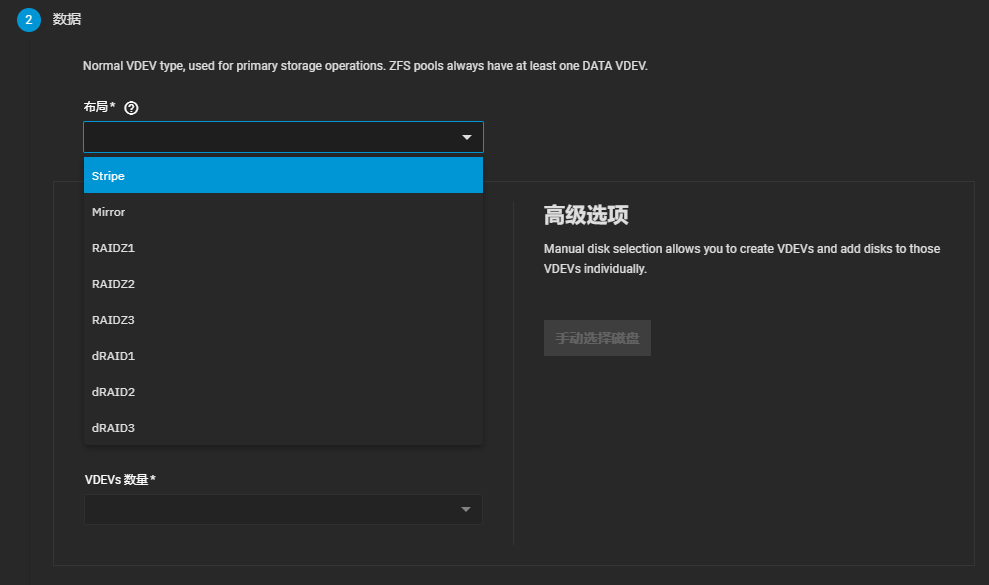 2 数据
Normal VDEV type, used for primary storage operations. ZFS pools always have at least one DATA VDEV.
布局*
Stripe
Mirror
RAIDZ1
RAIDZ2
RAIDZ3
dRAID1
dRAID2
dRAID3
VDEVs 数量*
高级选项
Manual disk selection allows you to create VDEVs and add disks to those
VDEVs individually.
手动选择磁盘